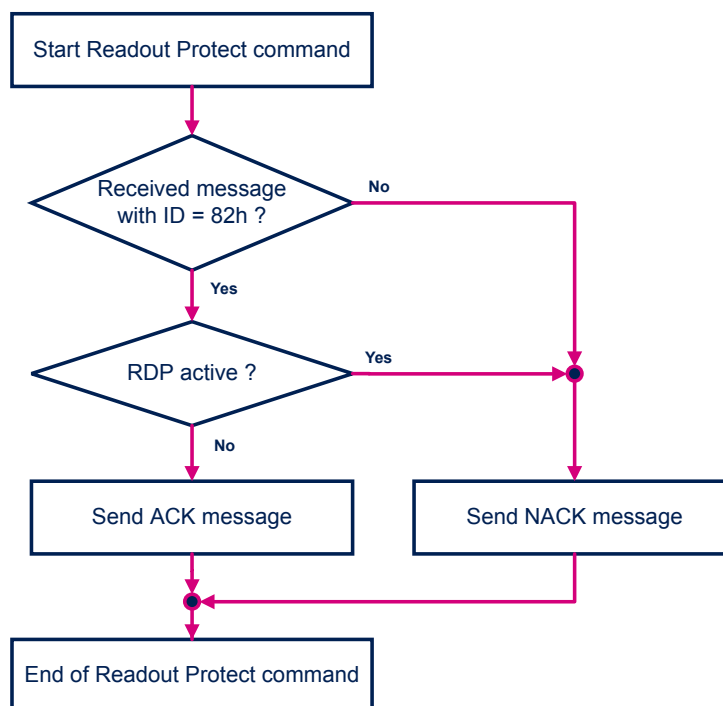 Start Readout Protect command
Received message
with ID = 82h ?
No
Yes
RDP active ?
Yes
No
Send ACK message
Send NACK message
End of Readout Protect command